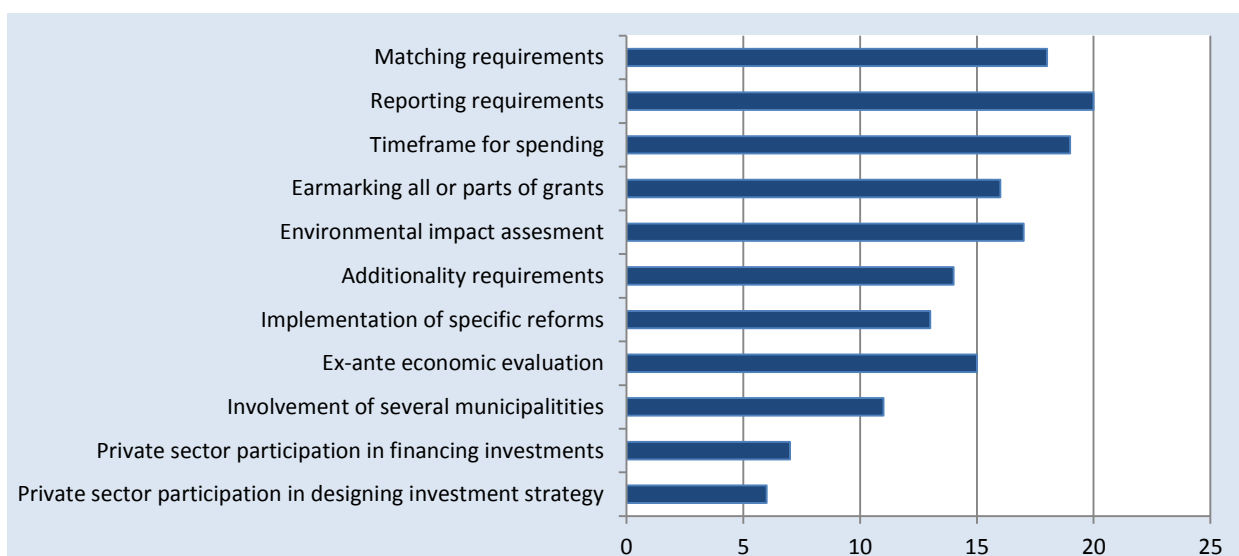 Matching requirements
Reporting requirements
Timeframe for spending
Earmarking all or parts of grants
Environmental impact assesment
Additionality requirements
Implementation of specific reforms
Ex-ante economic evaluation
Involvement of several municipalitities
Private sector participation in financing investments
Private sector participation in designing investment strategy
0 5 10 15 20 25